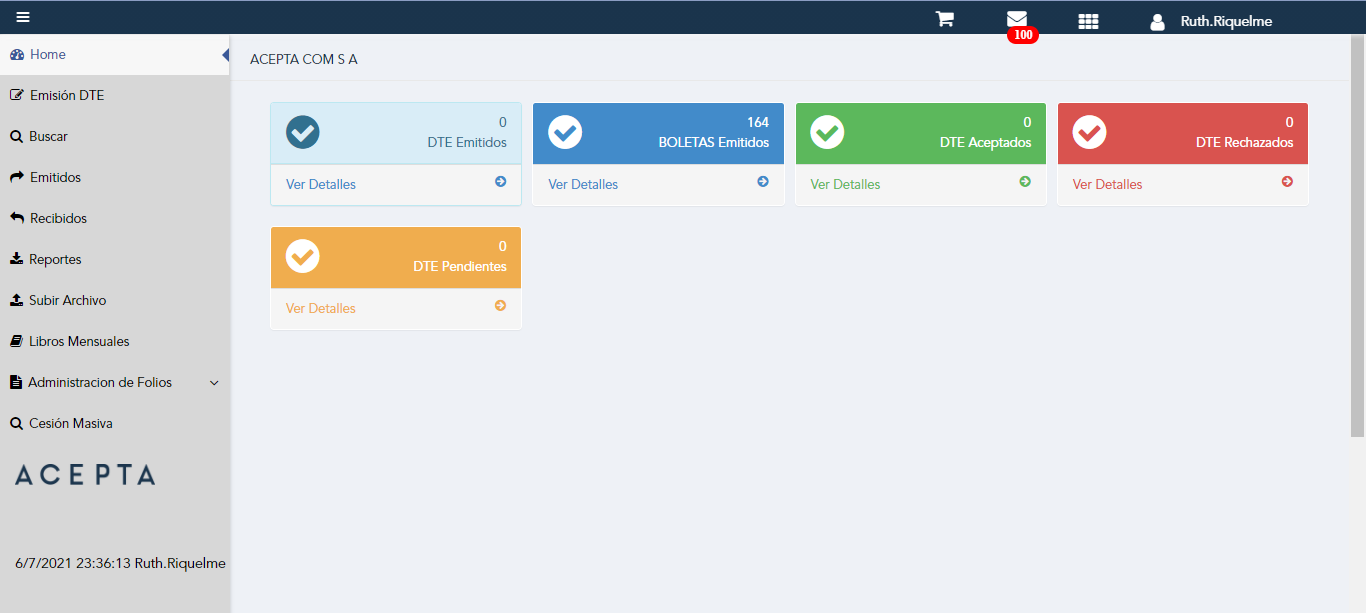 Ruth.Riquelme
100
Home
ACEPTA COM S A
Emisión DTE
Buscar
Emitidos
Recibidos
Reportes
Subir Archivo
Libros Mensuales
Administracion de Folios
Cesión Masiva
ACEPTA
6/7/2021 23:36:13 Ruth.Riquelme
0
DTE Emitidos
Ver Detalles
164
BOLETAS Emitidos
Ver Detalles
0
DTE Aceptados
Ver Detalles
0
DTE Rechazados
Ver Detalles
0
DTE Pendientes
Ver Detalles